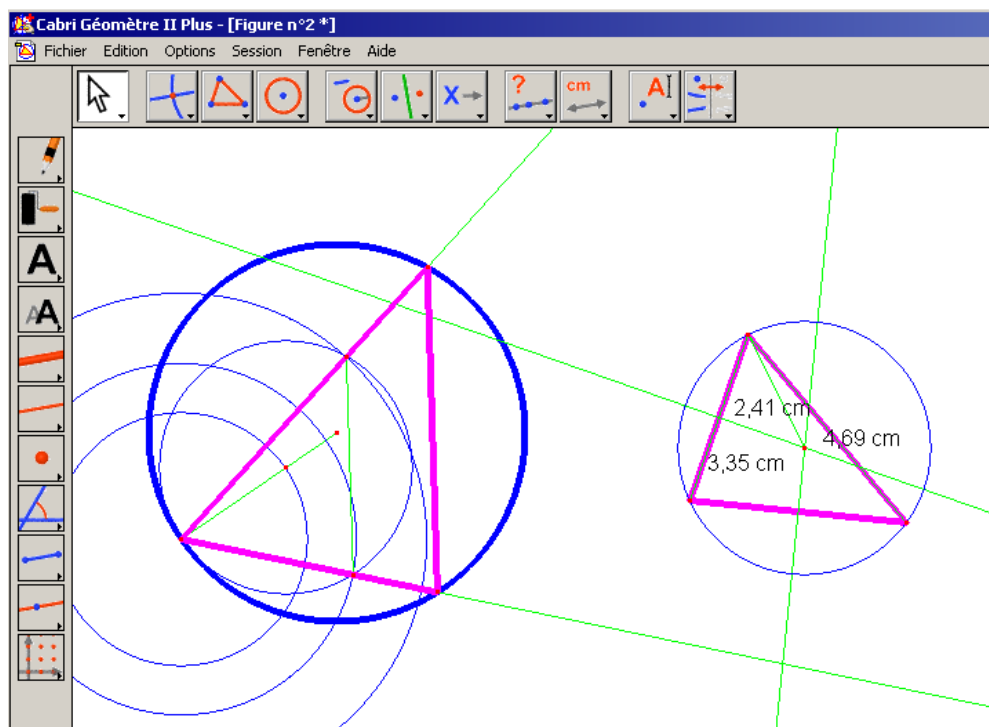 Cabri Géomètre II Plus - [Figure n°2 *]
Fichier Edition Options Session Fenêtre Aide
? cm A
X
A
AA
2,41 cm
4,69 cm
3,35 cm